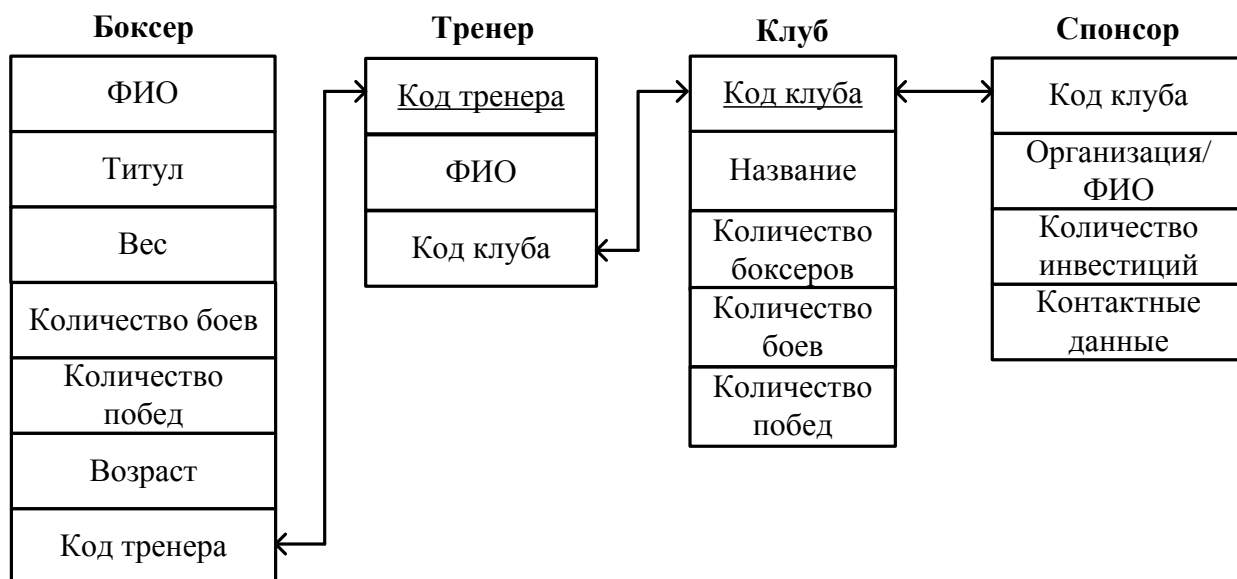 Боксер
ФИО
Титул
Вес
Количество боев
Количество
побед
Возраст
Код тренера
Тренер
Код тренера
ФИО
Код клуба
Клуб
Код клуба
Название
Количество
боксеров
Количество
боев
Количество
побед
Спонсор
Код клуба
Организация/
ФИО
Количество
инвестиций
Контактные
данные